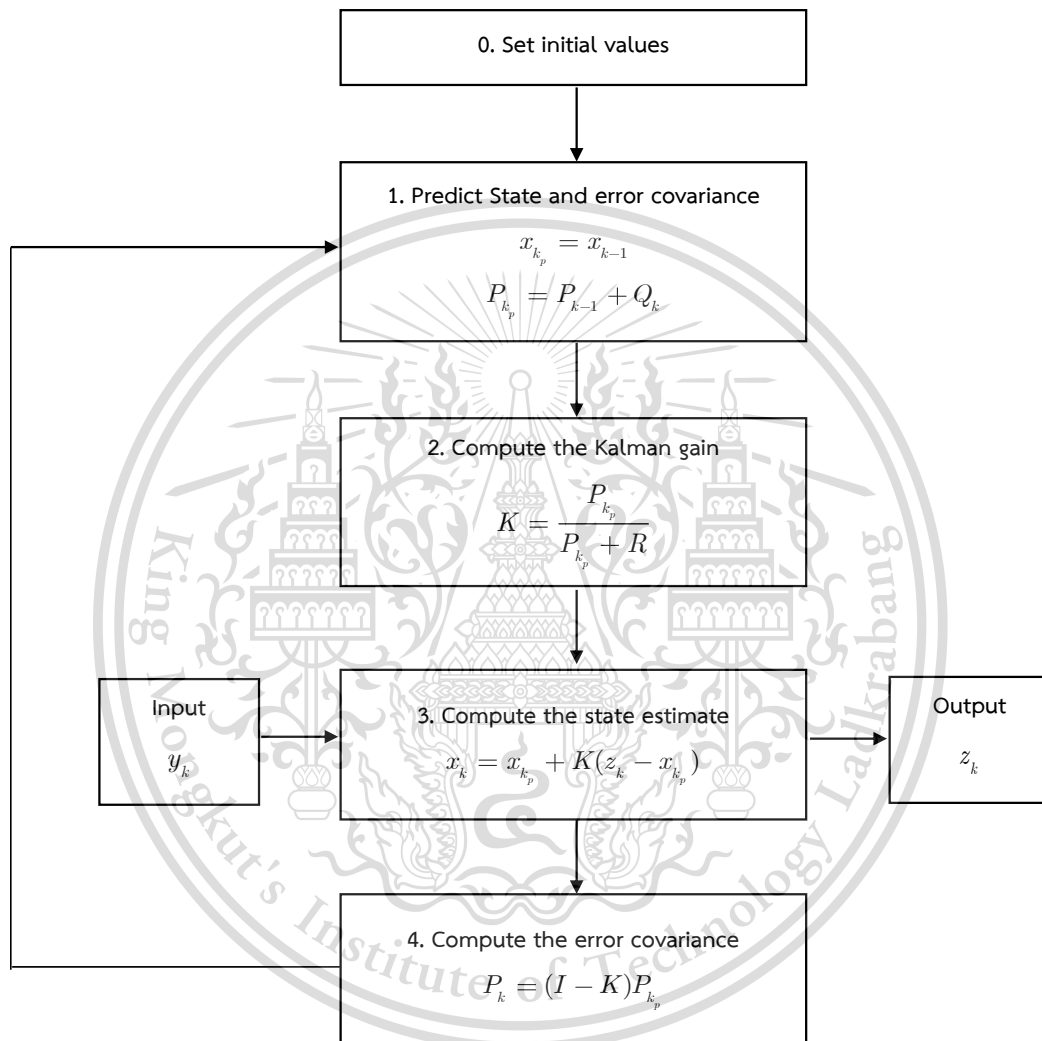 0. Set initial values
1. Predict State and error covariance
x_{k_p} = x_{k-1}
P_{k_p} = P_{k-1} + Q_k
2. Compute the Kalman gain
K = \frac{P_{k_p}}{P_{k_p} + R}
Input
y_k
3. Compute the state estimate
x_k = x_{k_p} + K(z_k - x_{k_p})
Output
z_k
4. Compute the error covariance
P_k = (I - K)P_{k_p}
King Mongkut's Institute of Technology Ladkrabang